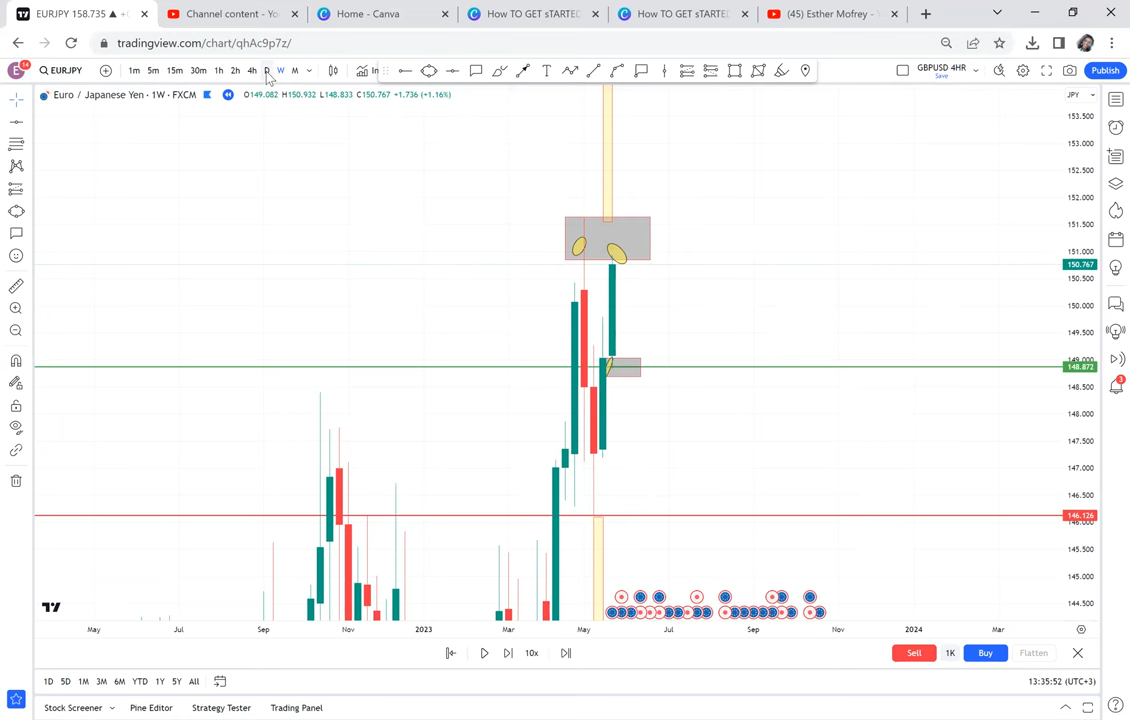 EURJPY 158.735 ▲ +0
Channel content - Yo
Home - Canva
How TO GET sTARTED
How TO GET sTARTED
(45) Esther Mofrey - Y
tradingview.com/chart/qhAc9p7z/
E 14
EURJPY
1m 5m 15m 30m 1h 2h 4h D W M
In
GBPUSD 4HR
Save
Publish
Euro / Japanese Yen · 1W · FXCM
O149.082 H150.932 L148.833 C150.767 +1.736 (+1.16%)
JPY
153.500
153.000
152.500
152.000
151.500
151.000
150.767
150.500
150.000
149.500
149.000
148.872
148.500
148.000
147.500
147.000
146.500
146.126
146.000
145.500
145.000
144.500
3
May Jul Sep Nov 2023 Mar May Jul Sep Nov 2024 Mar
10x
Sell 1K Buy Flatten
1D 5D 1M 3M 6M YTD 1Y 5Y All
13:35:52 (UTC+3)
Stock Screener Pine Editor Strategy Tester Trading Panel